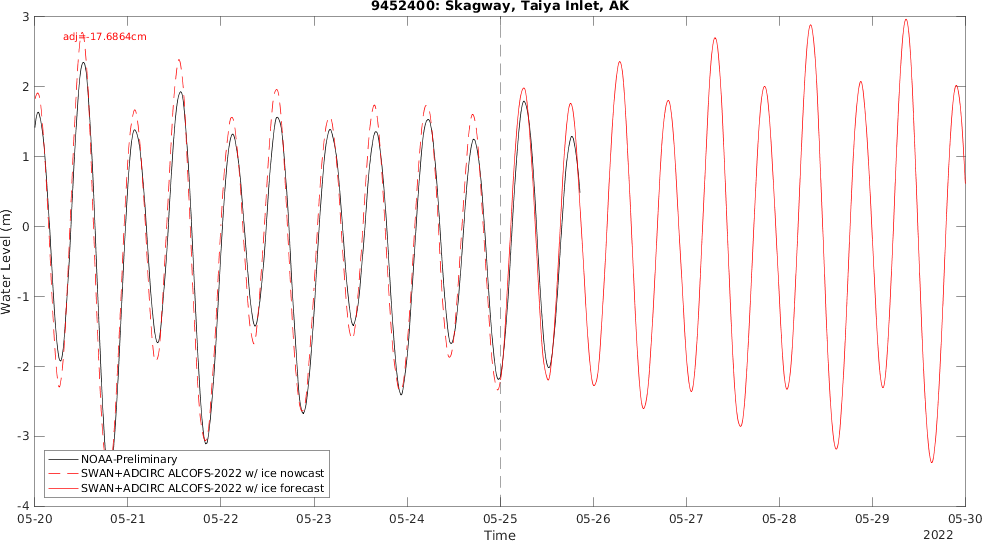 9452400: Skagway, Taiya Inlet, AK
adj=-17.6864cm
Water Level (m)
3
2
1
0
-1
-2
-3
-4
NOAA-Preliminary
SWAN+ADCIRC ALCOFS-2022 w/ ice nowcast
SWAN+ADCIRC ALCOFS-2022 w/ ice forecast
05-20 05-21 05-22 05-23 05-24 05-25 05-26 05-27 05-28 05-29 05-30
Time
2022